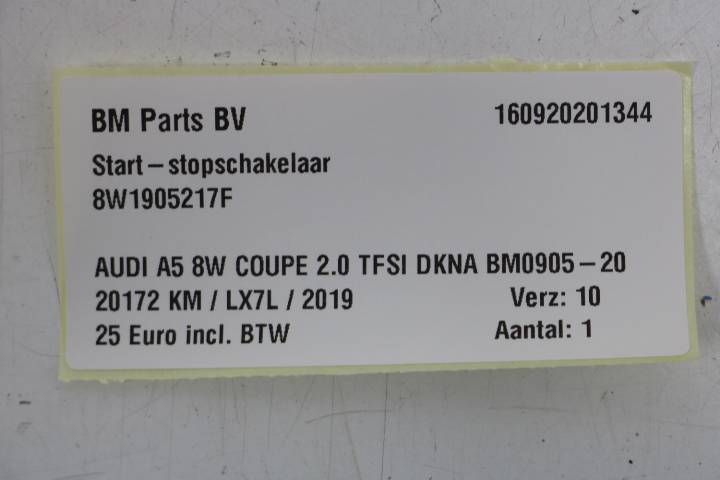 BM Parts BV 160920201344
Start-stopschakelaar
8W1905217F
AUDI A5 8W COUPE 2.0 TFSI DKNA BM0905-20
20172 KM / LX7L / 2019 Verz: 10
25 Euro incl. BTW Aantal: 1